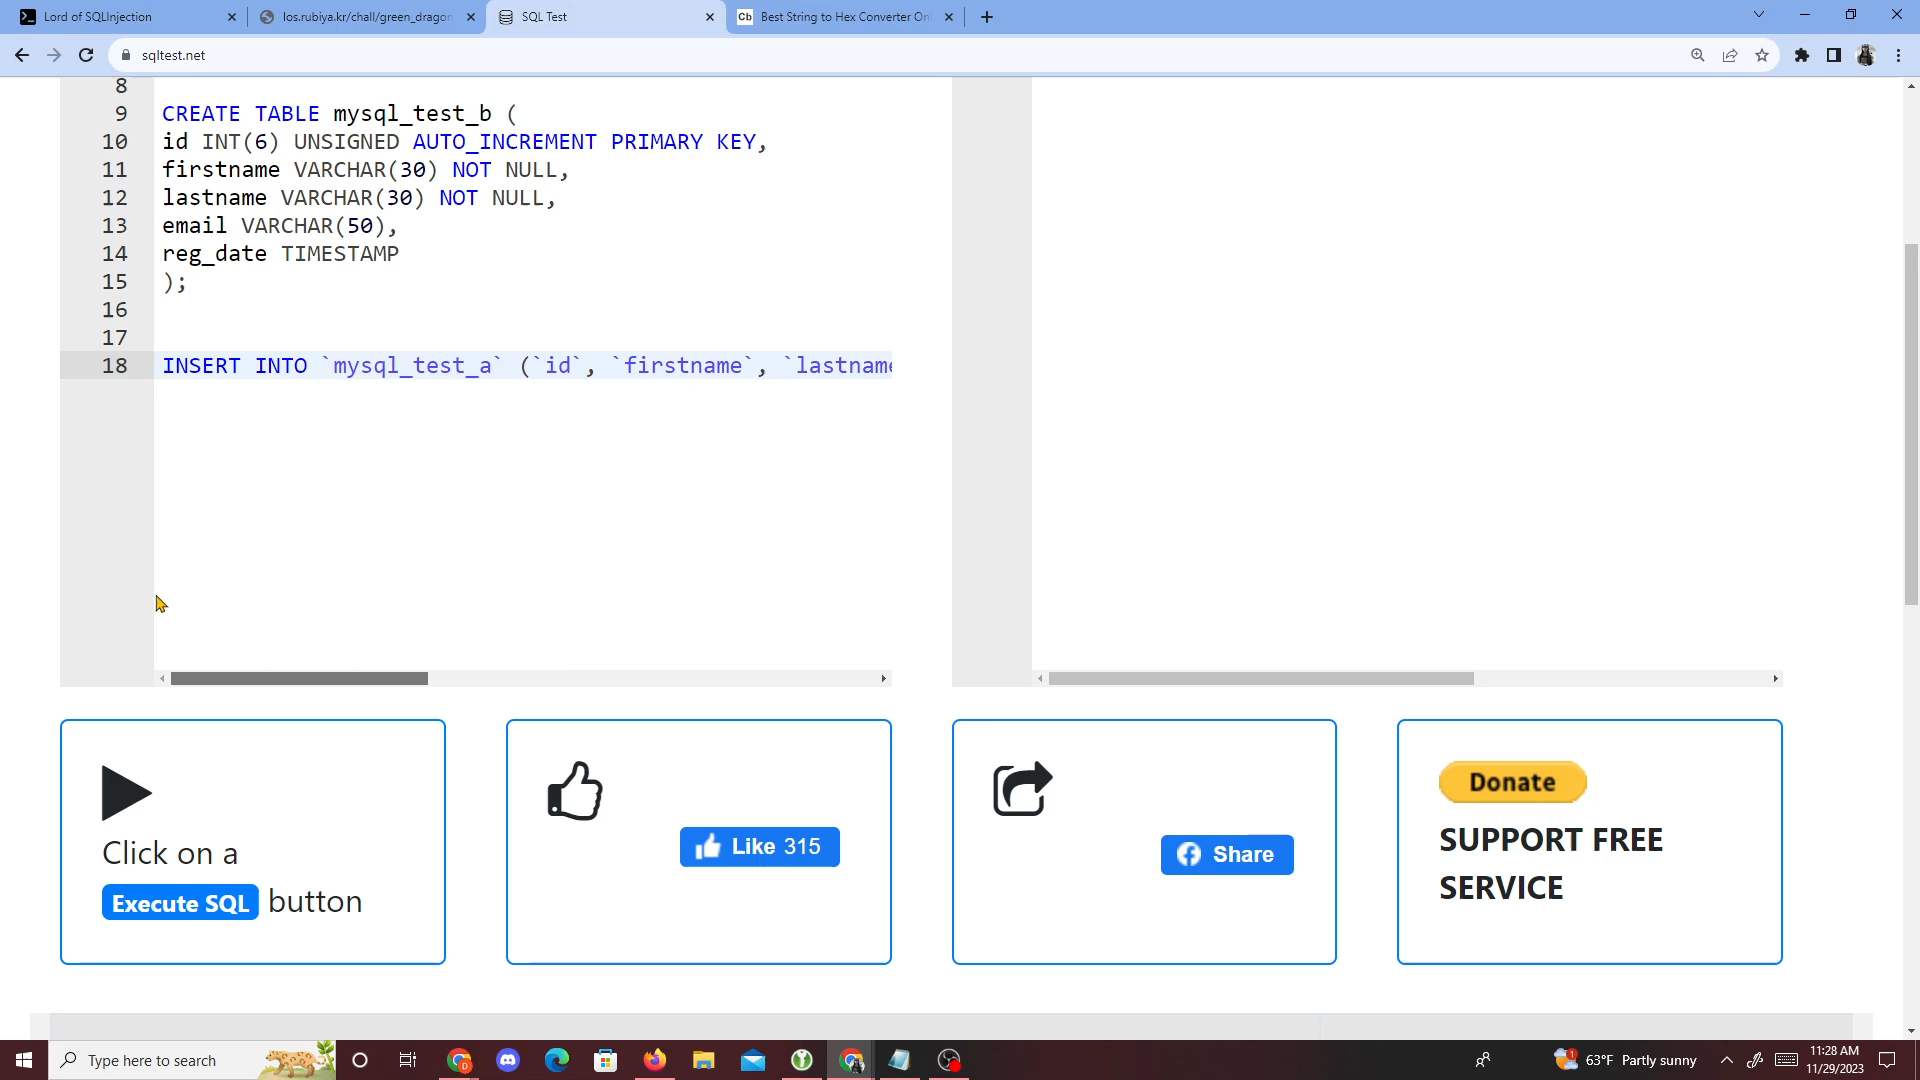 Lord of SQLInjection
los.rubiya.kr/chall/green_dragon
SQL Test
Cb Best String to Hex Converter Onl
sqltest.net
8
9 CREATE TABLE mysql_test_b (
10 id INT(6) UNSIGNED AUTO_INCREMENT PRIMARY KEY,
11 firstname VARCHAR(30) NOT NULL,
12 lastname VARCHAR(30) NOT NULL,
13 email VARCHAR(50),
14 reg_date TIMESTAMP
15 );
16
17
18 INSERT INTO `mysql_test_a` (`id`, `firstname`, `lastname
Click on a
Execute SQL button
Like 315
Share
Donate
SUPPORT FREE
SERVICE
Type here to search
1
63°F Partly sunny
11:28 AM
11/29/2023